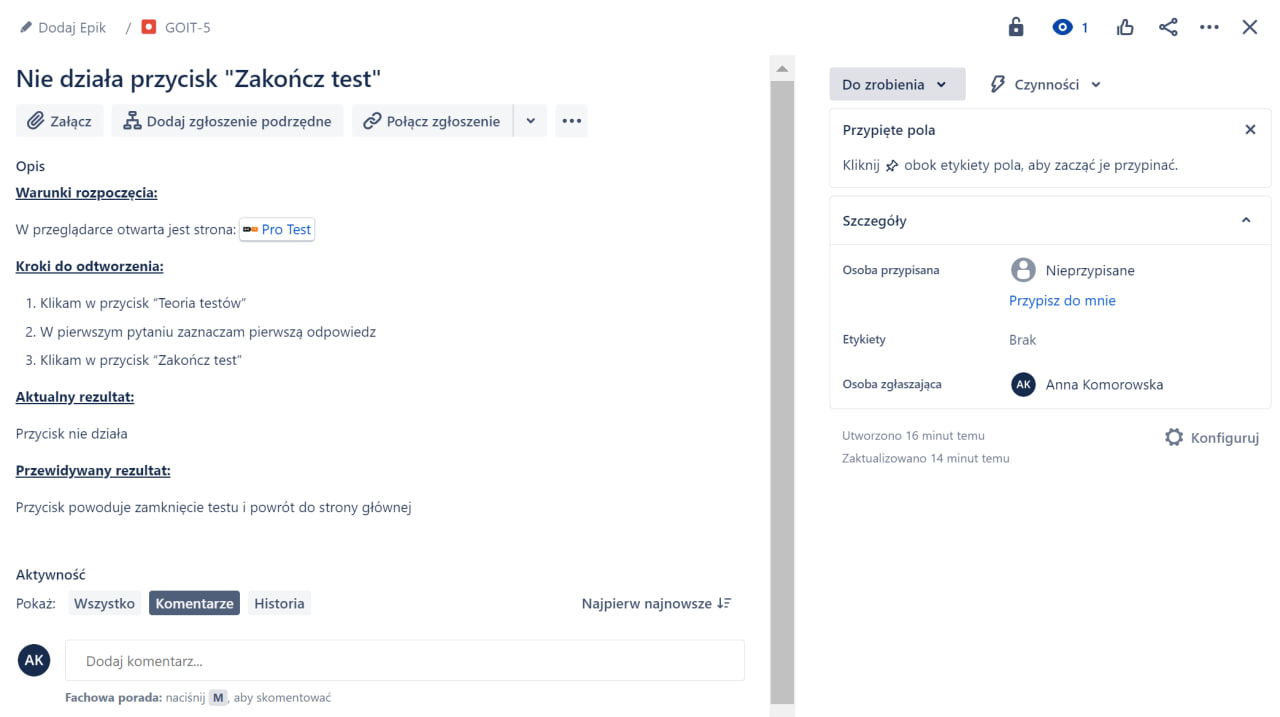 Dodaj Epik / GOIT-5
1
Nie działa przycisk "Zakończ test"
Załącz Dodaj zgłoszenie podrzędne Połącz zgłoszenie
Opis
Warunki rozpoczęcia:
W przeglądarce otwarta jest strona: Pro Test
Kroki do odtworzenia:
1. Klikam w przycisk “Teoria testów”
2. W pierwszym pytaniu zaznaczam pierwszą odpowiedz
3. Klikam w przycisk “Zakończ test”
Aktualny rezultat:
Przycisk nie działa
Przewidywany rezultat:
Przycisk powoduje zamknięcie testu i powrót do strony głównej
Aktywność
Pokaż: Wszystko Komentarze Historia Najpierw najnowsze
AK Dodaj komentarz...
Fachowa porada: naciśnij M, aby skomentować
Do zrobienia Czynności
Przypięte pola
Kliknij obok etykiety pola, aby zacząć je przypinać.
Szczegóły
Osoba przypisana Nieprzypisane
Przypisz do mnie
Etykiety Brak
Osoba zgłaszająca AK Anna Komorowska
Utworzono 16 minut temu Konfiguruj
Zaktualizowano 14 minut temu